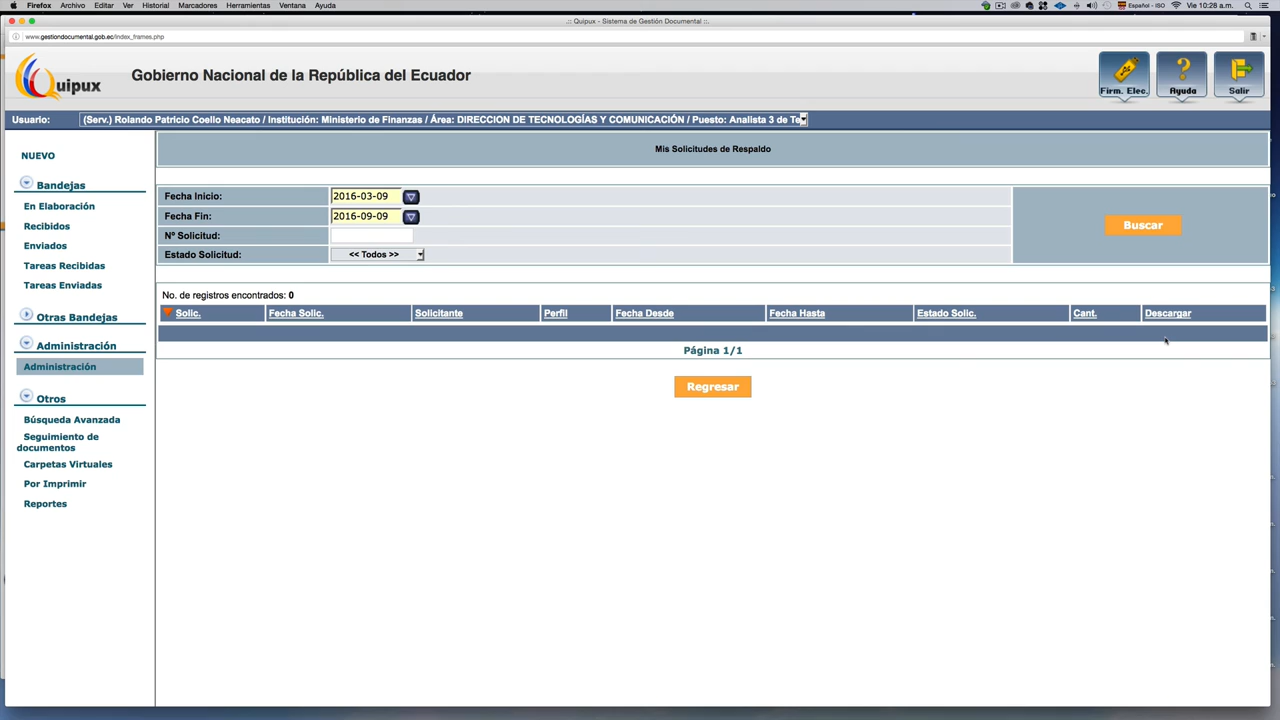 Firefox Archivo Editar Ver Historial Marcadores Herramientas Ventana Ayuda Español - ISO Vie 10:28 a.m.
.:: Quipux - Sistema de Gestión Documental ::.
www.gestiondocumental.gob.ec/index_frames.php
Quipux
Gobierno Nacional de la República del Ecuador
Firm. Elec. Ayuda Salir
Usuario: (Serv.) Rolando Patricio Coello Neacato / Institución: Ministerio de Finanzas / Área: DIRECCION DE TECNOLOGÍAS Y COMUNICACIÓN / Puesto: Analista 3 de Te
NUEVO
Bandejas
En Elaboración
Recibidos
Enviados
Tareas Recibidas
Tareas Enviadas
Otras Bandejas
Administración
Administración
Otros
Búsqueda Avanzada
Seguimiento de
documentos
Carpetas Virtuales
Por Imprimir
Reportes
Mis Solicitudes de Respaldo
Fecha Inicio: 2016-03-09
Fecha Fin: 2016-09-09
Nº Solicitud:
Estado Solicitud: << Todos >>
Buscar
No. de registros encontrados: 0
Solic. Fecha Solic. Solicitante Perfil Fecha Desde Fecha Hasta Estado Solic. Cant. Descargar
Página 1/1
Regresar